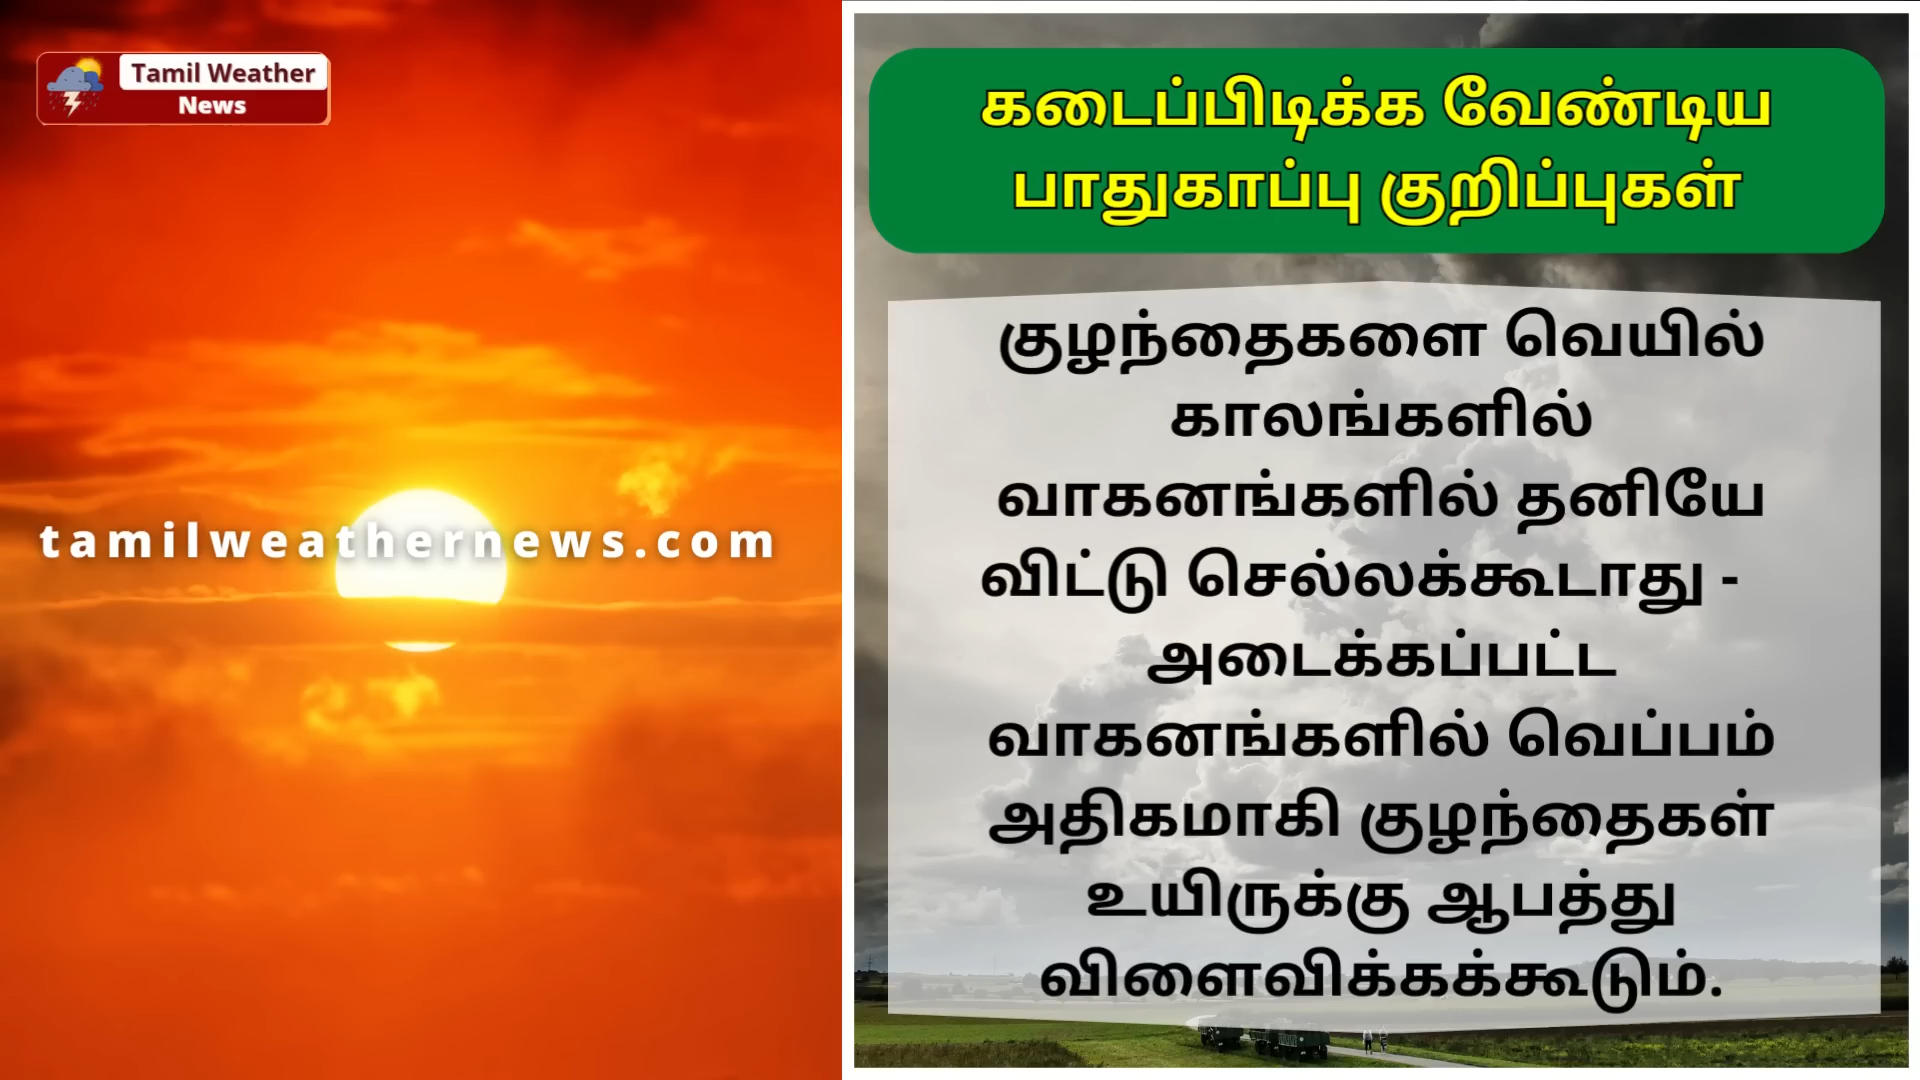 Tamil Weather
News
tamilweathernews.com
கடைப்பிடிக்க வேண்டிய
பாதுகாப்பு குறிப்புகள்
குழந்தைகளை வெயில்
காலங்களில்
வாகனங்களில் தனியே
விட்டு செல்லக்கூடாது -
அடைக்கப்பட்ட
வாகனங்களில் வெப்பம்
அதிகமாகி குழந்தைகள்
உயிருக்கு ஆபத்து
விளைவிக்கக்கூடும்.